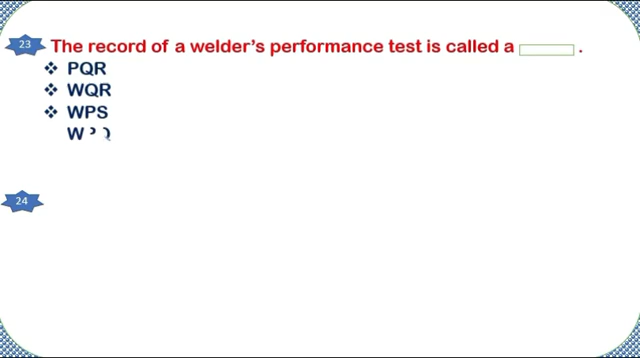 23 The record of a welder's performance test is called a .
❖ PQR
❖ WQR
❖ WPS
24